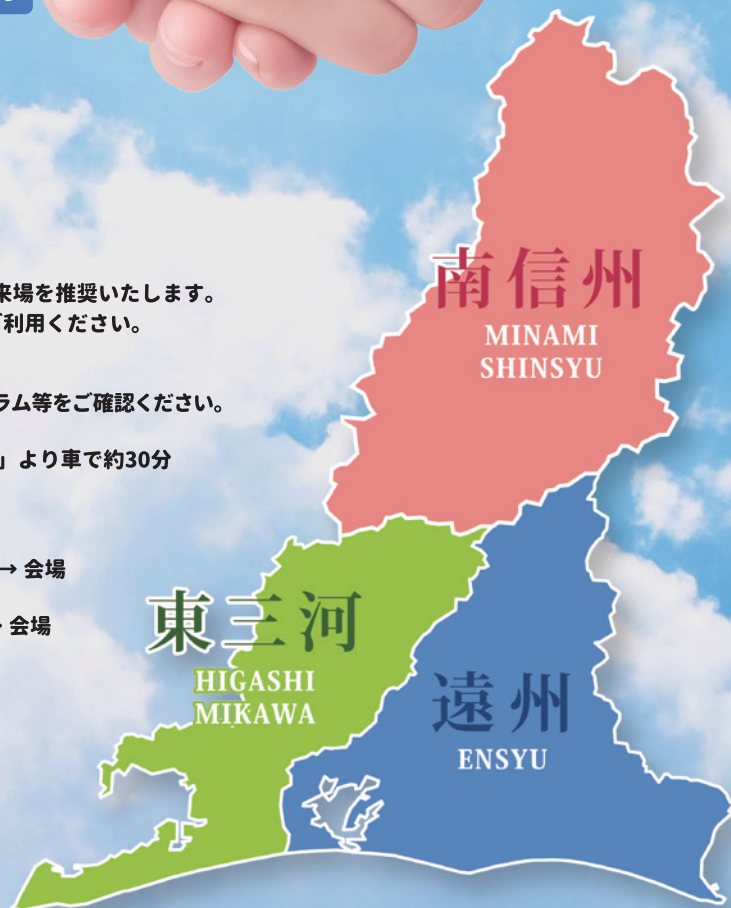 来場を推奨いたします。
ご利用ください。
ラム等をご確認ください。
」より車で約30分
→ 会場
会場
南信州
MINAMI
SHINSYU
東三河
HIGASHI
MIKAWA
遠州
ENSYU